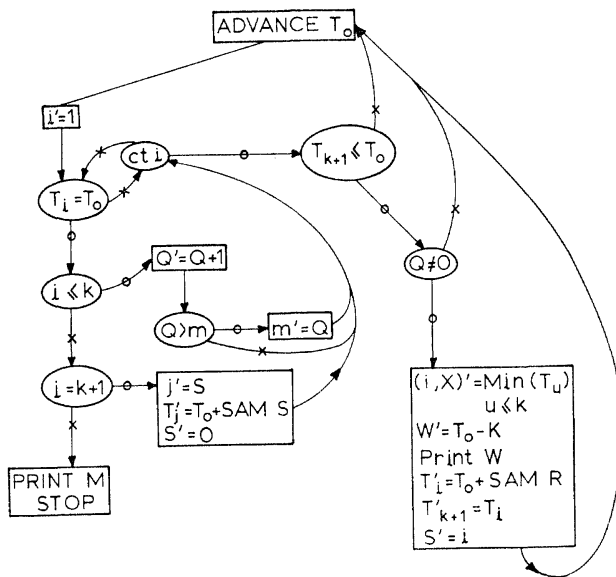 ADVANCE T₀
i'=1
ct i
T_{k+1} ⩽ T₀
T_i = T₀
Q≠0
i ⩽ k
Q'=Q+1
Q>m
m'=Q
i=k+1
j'=S
T'_j=T₀+SAM S
S'=0
PRINT M
STOP
(i,X)'=Min(T_u)
u⩽k
W'=T₀-K
Print W
T'_i=T₀+SAM R
T'_{k+1}=T_i
S'=i